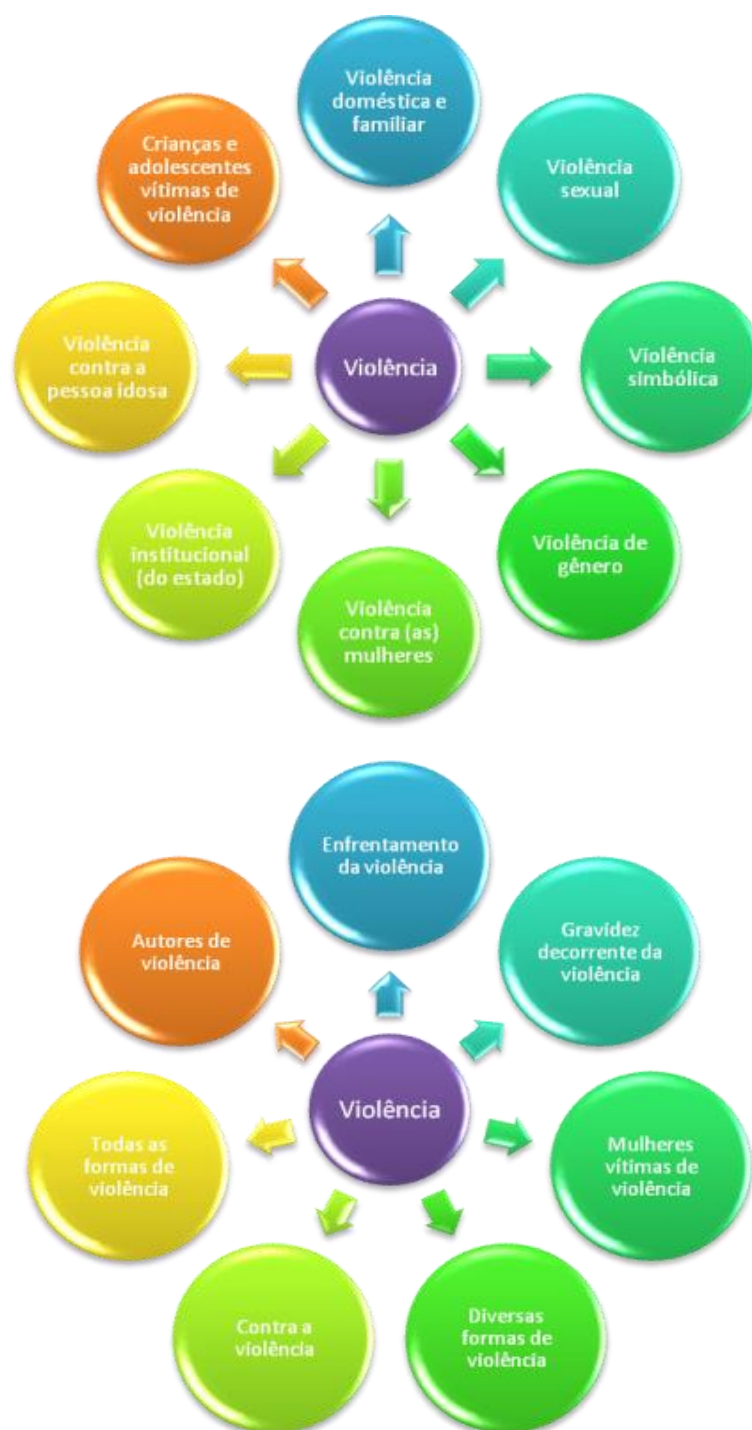 Violência
doméstica e
familiar
Violência
sexual
Violência
simbólica
Violência de
gênero
Violência
contra (as)
mulheres
Violência
institucional
(do estado)
Violência
contra a
pessoa idosa
Crianças e
adolescentes
vítimas de
violência
Violência
Enfrentamento
da violência
Gravidez
decorrente da
violência
Mulheres
vítimas de
violência
Diversas
formas de
violência
Contra a
violência
Todas as
formas de
violência
Autores de
violência
Violência